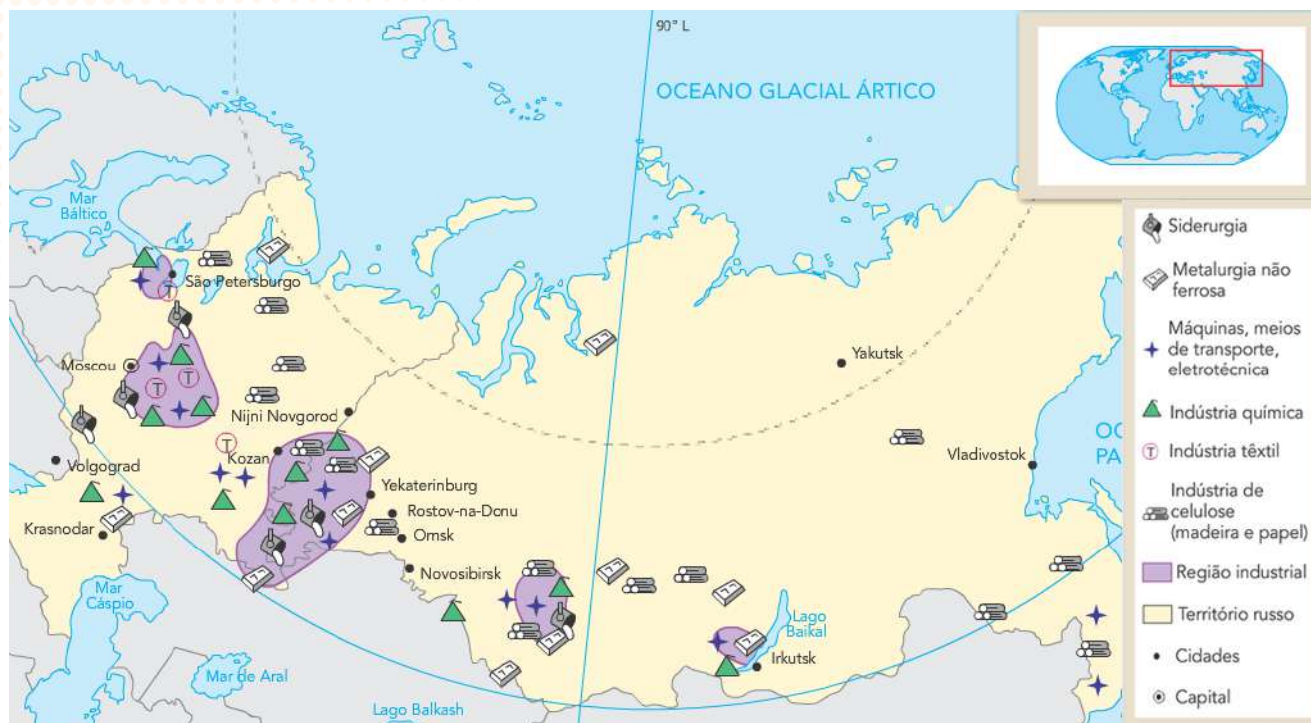 90° L
OCEANO GLACIAL ÁRTICO
Mar
Báltico
São Petersburgo
T
Moscou
T
T
Nijni Novgorod
Yakutsk
T
Kozan
Volgograd
Vladivostok
Yekaterinburg
Rostov-na-Donu
Krasnodar
Omsk
Novosibirsk
Mar
Cáspio
Lago
Baikal
Irkutsk
Mar de Aral
Lago Balkash
Siderurgia
Metalurgia não
ferrosa
Máquinas, meios
de transporte,
eletrotécnica
Indústria química
T
Indústria têxtil
Indústria de
celulose
(madeira e papel)
Região industrial
Território russo
Cidades
Capital